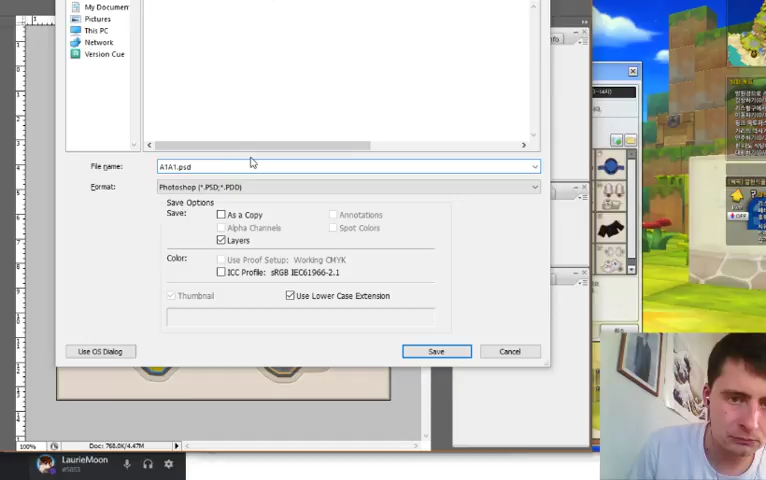 My Documen
Pictures
This PC
Network
Version Cue
File name:
A1A1.psd
Format:
Photoshop (*.PSD;*.PDD)
Save Options
Save:
As a Copy
Annotations
Alpha Channels
Spot Colors
Layers
Color:
Use Proof Setup: Working CMYK
ICC Profile: sRGB IEC61966-2.1
Thumbnail
Use Lower Case Extension
Use OS Dialog
Save
Cancel
100%
Doc: 768.0K/4.47M
LaurieMoon
OFF